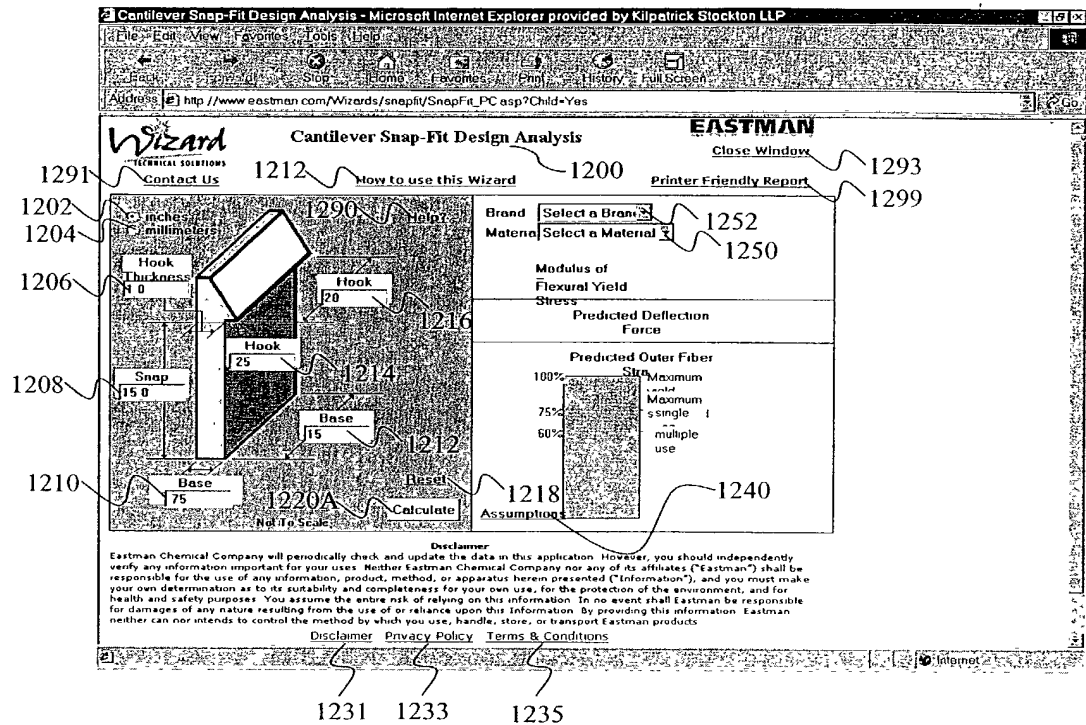 Cantilever Snap-Fit Design Analysis - Microsoft Internet Explorer provided by Kilpatrick Stockton LLP
File Edit View Favorites Tools Help
Back Stop Home Favorites Print History Full Screen
Address http://www.eastman.com/Wizards/snapfit/SnapFit_PC asp?Child=Yes Go
Wizard
TECHNICAL SOLUTIONS
Cantilever Snap-Fit Design Analysis
EASTMAN
1200
Close Window
1293
1291
Contact Us
1212
How to use this Wizard
Printer Friendly Report
1299
1202
inches
1204
millimeters
1290
Help?
Brand Select a Bran
1252
Materia Select a Material
1250
Hook
Thickness
1 0
1206
Hook
20
1216
Modulus of
Flexural Yield
Stress
Predicted Deflection
Force
Hook
25
1214
Snap
15 0
1208
Base
15
1212
Predicted Outer Fiber
Stra
100%
75%
60%
Maximum
Maximum
single
multiple
use
Base
75
1210
Reset
1218
1220A
Calculate
Not To Scale
Assumptions
1240
Disclaimer
Eastman Chemical Company will periodically check and update the data in this application However, you should independently
verify any information important for your uses Neither Eastman Chemical Company nor any of its affiliates ("Eastman") shall be
responsible for the use of any information, product, method, or apparatus herein presented ("Information"), and you must make
your own determination as to its suitability and completeness for your own use, for the protection of the environment, and for
health and safety purposes You assume the entire risk of relying on this information In no event shall Eastman be responsible
for damages of any nature resulting from the use of or reliance upon this Information By providing this information Eastman
neither can nor intends to control the method by which you use, handle, store, or transport Eastman products
Disclaimer Privacy Policy Terms & Conditions
Internet
1231 1233 1235